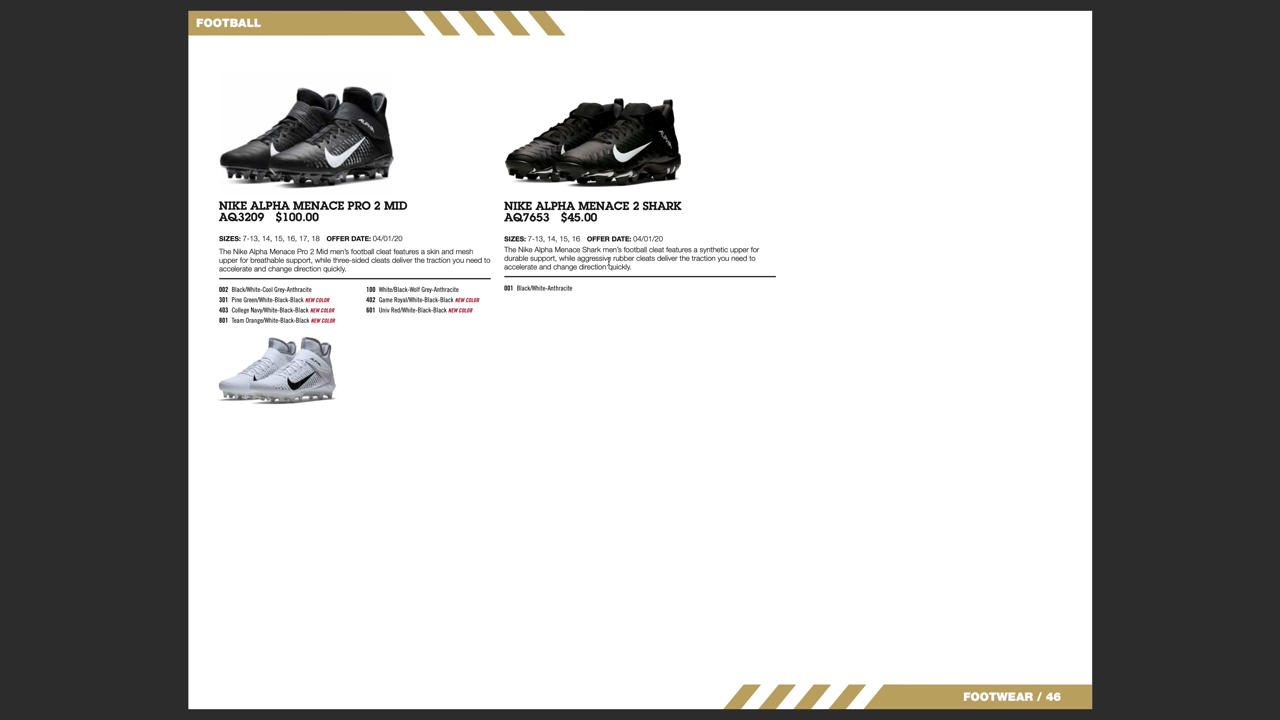 FOOTBALL
NIKE ALPHA MENACE PRO 2 MID
AQ3209 $100.00
SIZES: 7-13, 14, 15, 16, 17, 18 OFFER DATE: 04/01/20
The Nike Alpha Menace Pro 2 Mid men's football cleat features a skin and mesh
upper for breathable support, while three-sided cleats deliver the traction you need to
accelerate and change direction quickly.
002 Black/White-Cool Grey-Anthracite
301 Pine Green/White-Black-Black NEW COLOR
403 College Navy/White-Black-Black NEW COLOR
801 Team Orange/White-Black-Black NEW COLOR
100 White/Black-Wolf Grey-Anthracite
402 Game Royal/White-Black-Black NEW COLOR
601 Univ Red/White-Black-Black NEW COLOR
NIKE ALPHA MENACE 2 SHARK
AQ7653 $45.00
SIZES: 7-13, 14, 15, 16 OFFER DATE: 04/01/20
The Nike Alpha Menace Shark men's football cleat features a synthetic upper for
durable support, while aggressive rubber cleats deliver the traction you need to
accelerate and change direction quickly.
001 Black/White-Anthracite
ALPHA
ALPHA
FOOTWEAR / 46